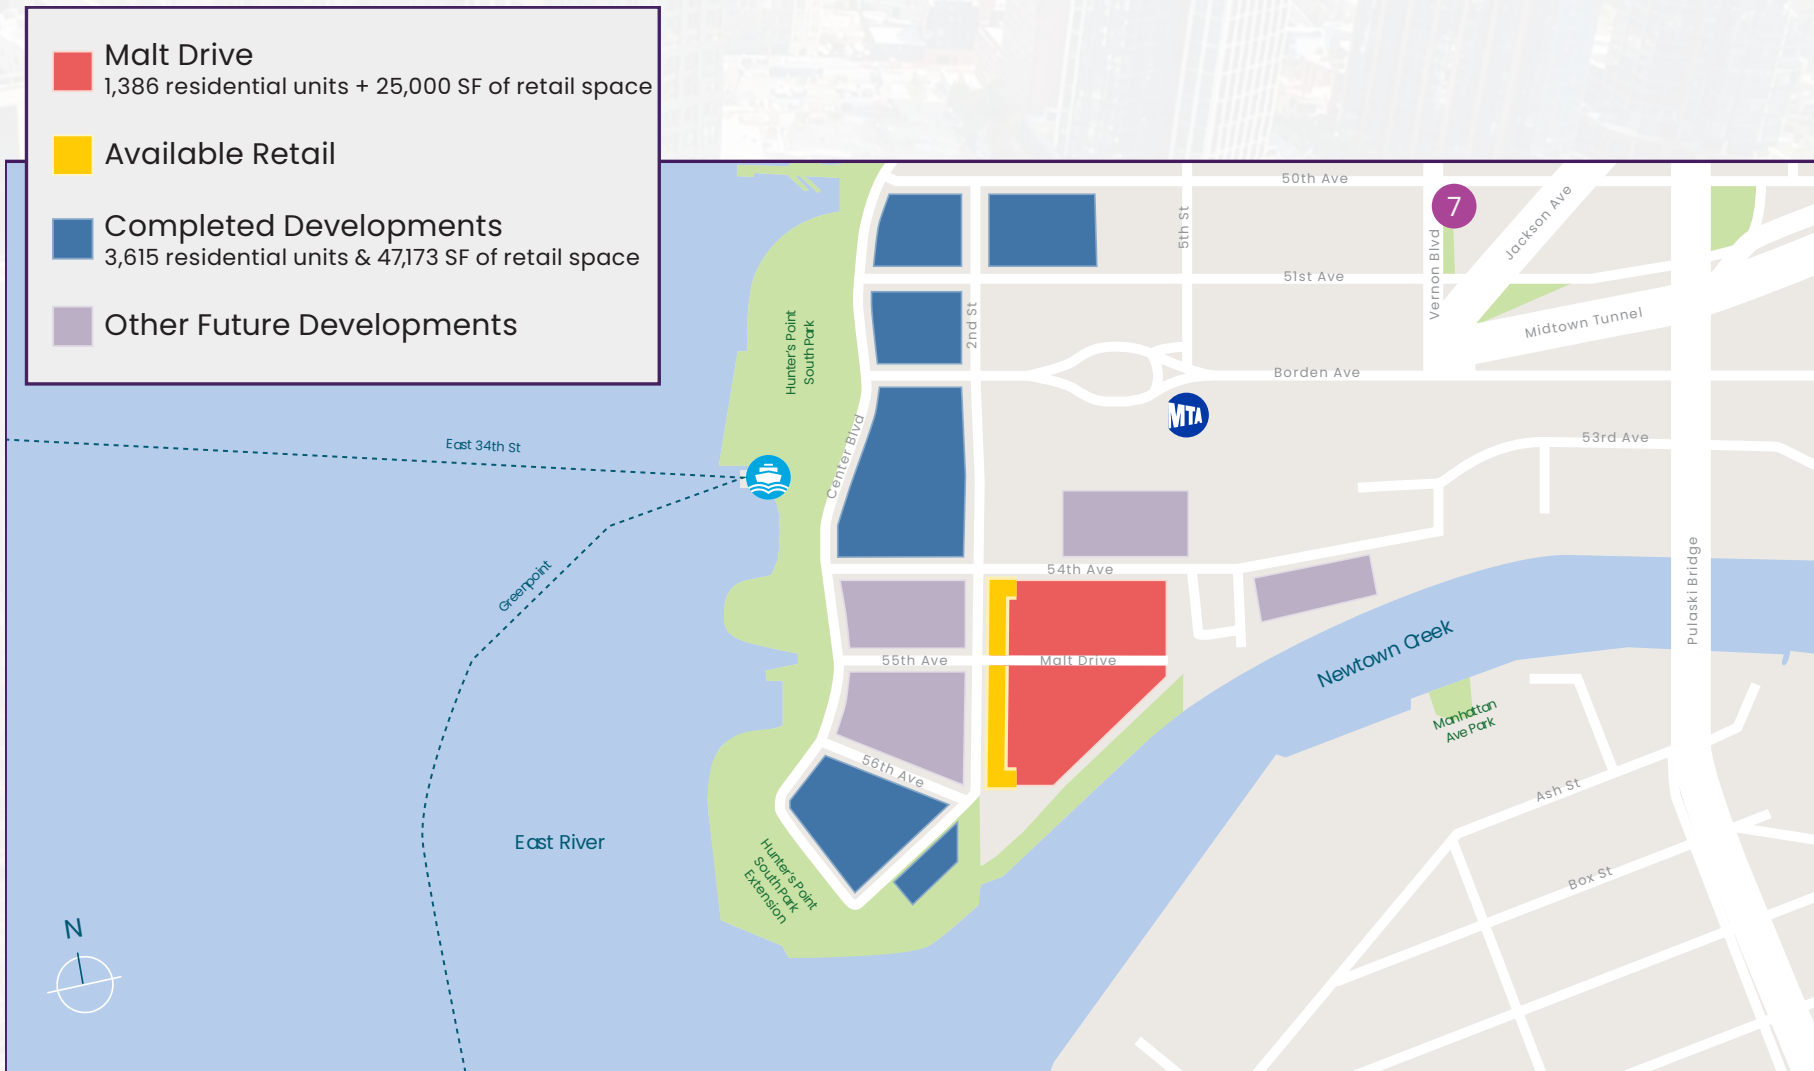 Malt Drive
1,386 residential units + 25,000 SF of retail space
Available Retail
Completed Developments
3,615 residential units & 47,173 SF of retail space
Other Future Developments
50th Ave
7
5th St
Jackson Ave
Vernon Blvd
51st Ave
2nd St
Midtown Tunnel
Hunter's Point
South Park
Borden Ave
MTA
Center Blvd
53rd Ave
East 34th St
Greenpoint
54th Ave
Pulaski Bridge
55th Ave
Malt Drive
Newtown Creek
Manhattan
Ave Park
56th Ave
Ash St
East River
Hunter's Point
South Park
Extension
Box St
N